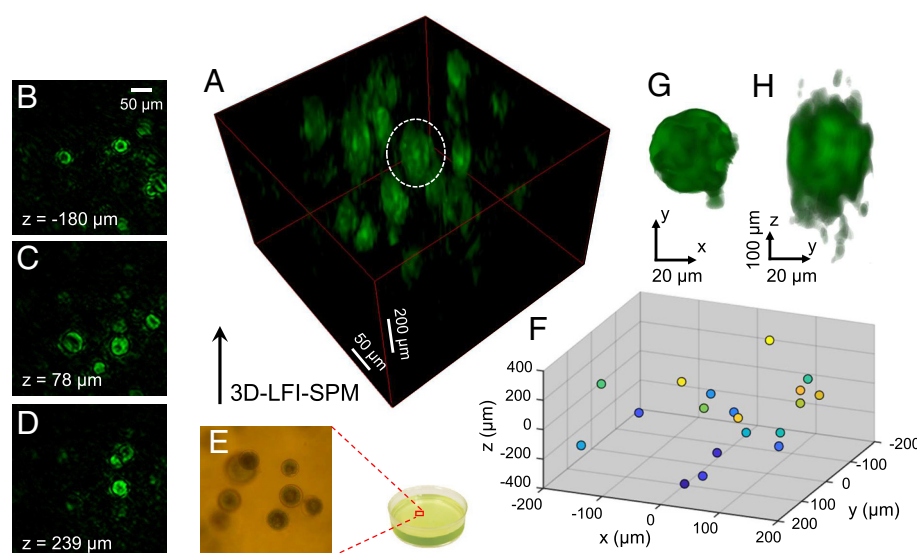 A
B
50 µm
z = -180 µm
C
z = 78 µm
D
z = 239 µm
50 µm
200 µm
3D-LFI-SPM
E
G
y
x
20 µm
H
z
100 µm
y
20 µm
F
400
200
0
-200
-400
z (µm)
-200
-100
0
100
200
x (µm)
-200
-100
0
100
200
y (µm)